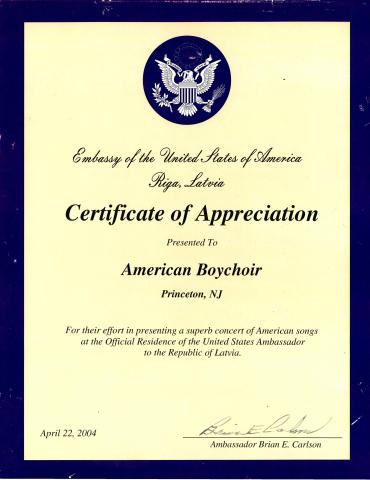 Embassy of the United States of America
Riga, Latvia
Certificate of Appreciation
Presented To
American Boychoir
Princeton, NJ
For their effort in presenting a superb concert of American songs
at the Official Residence of the United States Ambassador
to the Republic of Latvia.
April 22, 2004
Brian E. Carlson
Ambassador Brian E. Carlson